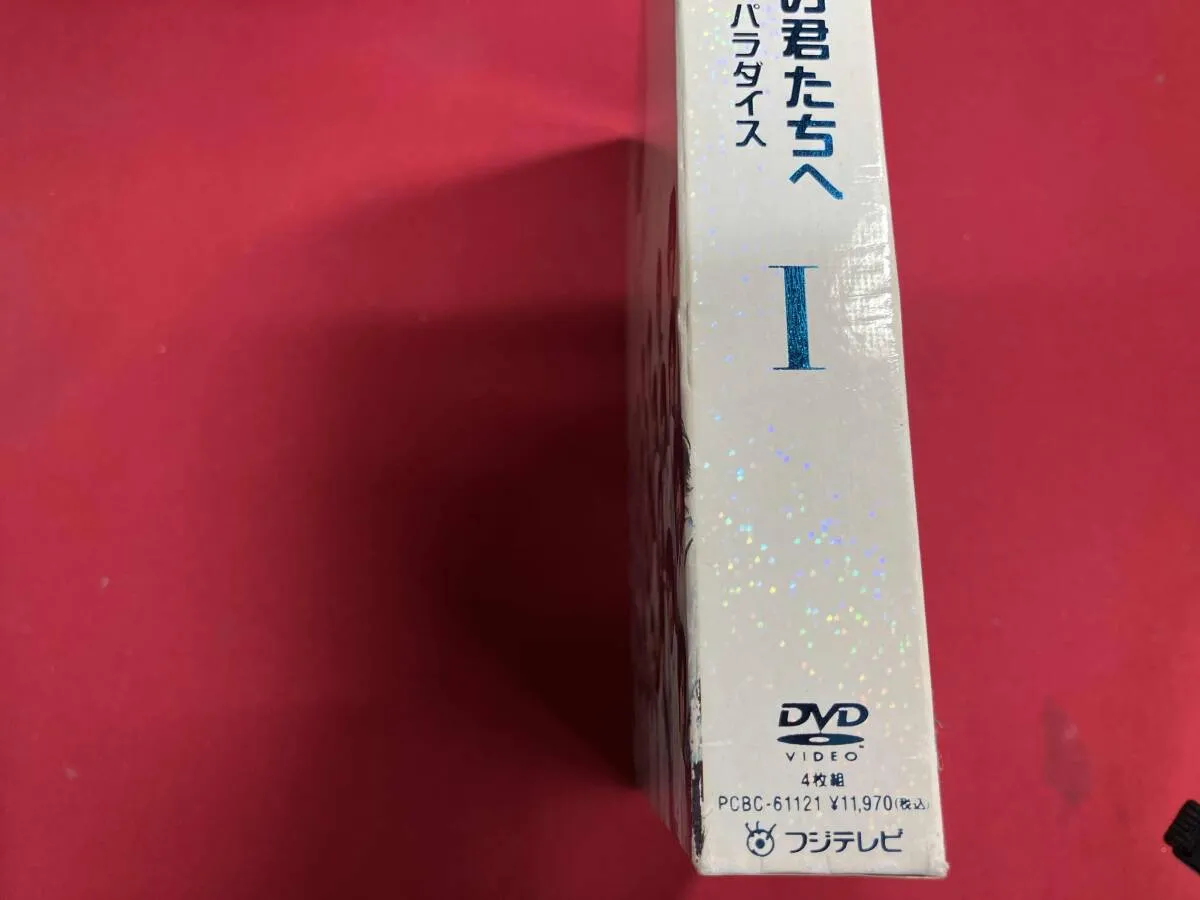 の君たちへ
パラダイス
I
DVD
VIDEO
4枚組
PCBC-61121 ¥11,970(税込)
フジテレビ